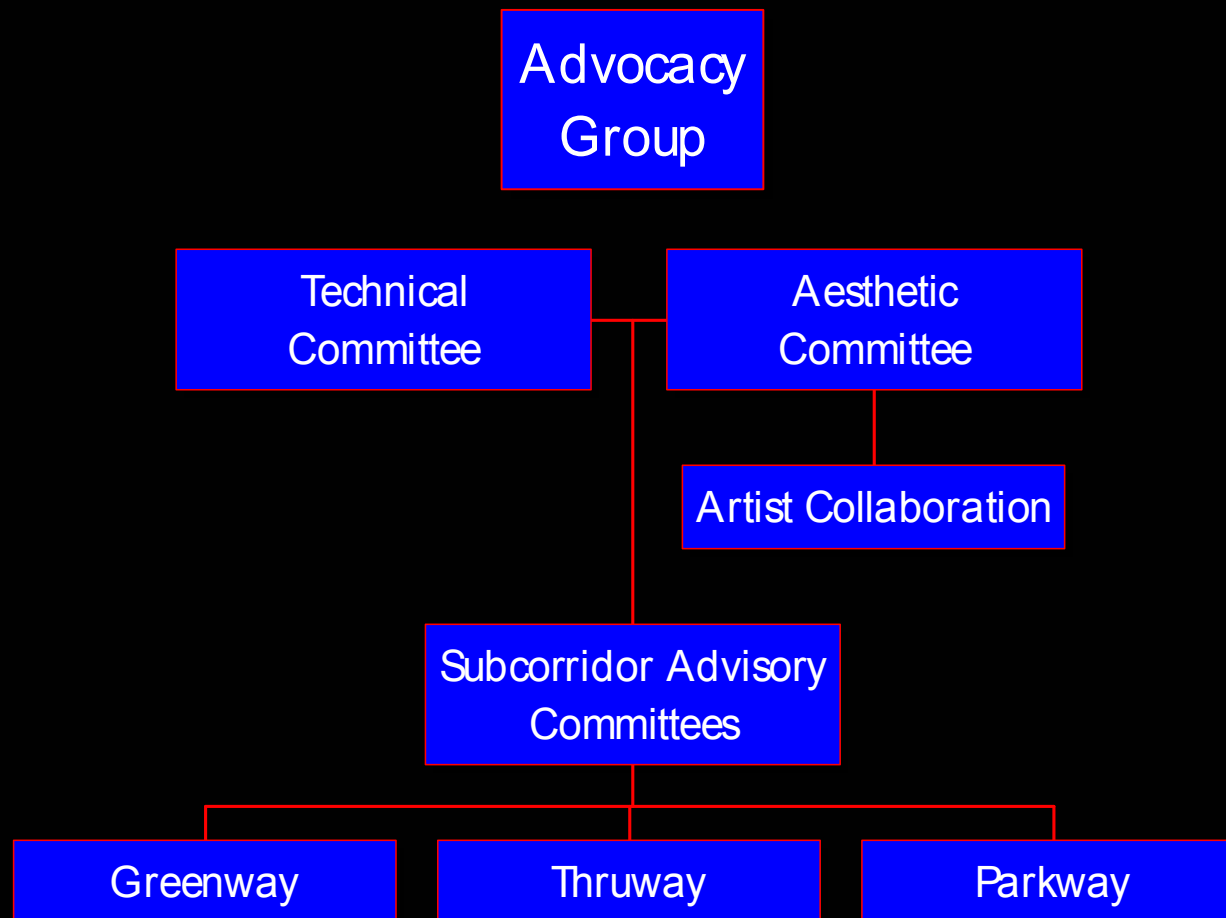 Advocacy
Group
Technical
Committee
Aesthetic
Committee
Artist Collaboration
Subcorridor Advisory
Committees
Greenway
Thruway
Parkway